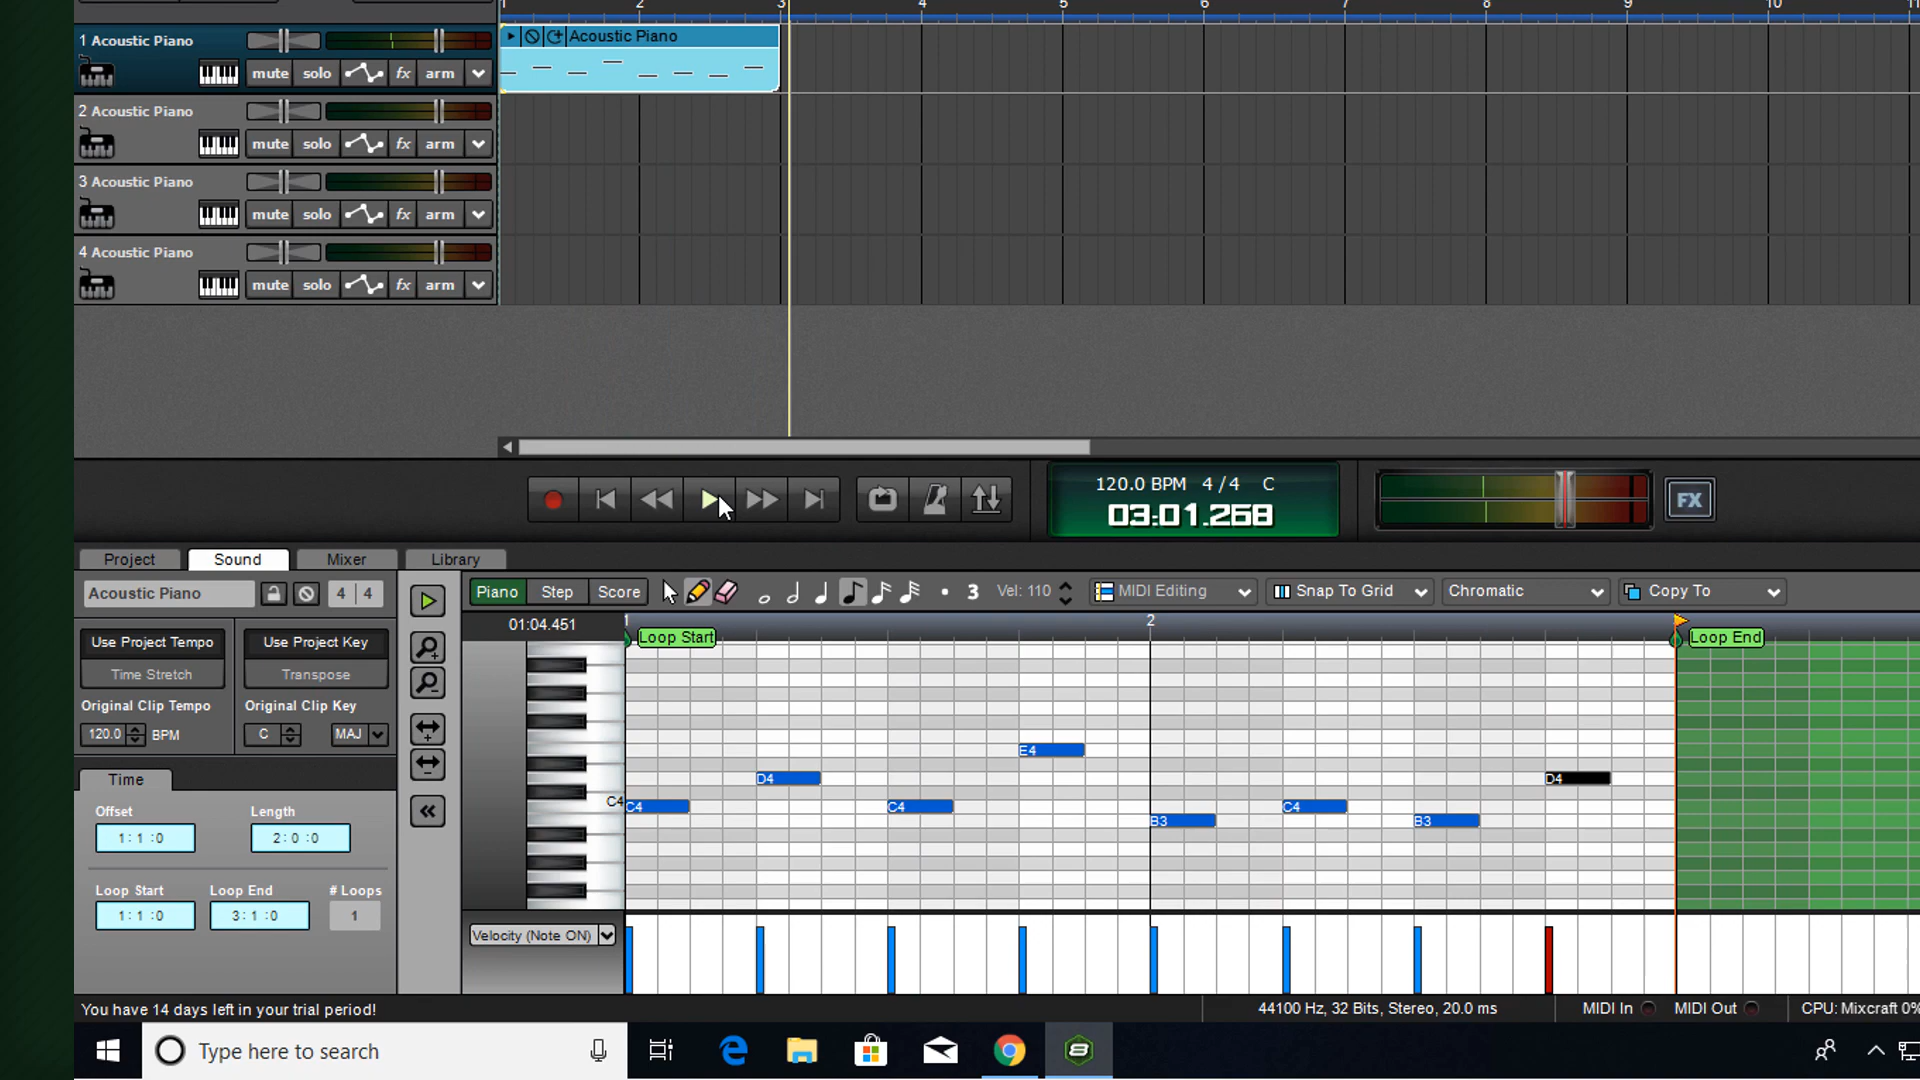 1 2 3 4 5 6 7 8 9 10
1 Acoustic Piano
Acoustic Piano
mute solo fx arm
2 Acoustic Piano
mute solo fx arm
3 Acoustic Piano
mute solo fx arm
4 Acoustic Piano
mute solo fx arm
120.0 BPM 4 / 4 C
03:01.268
FX
Project Sound Mixer Library
Acoustic Piano 4 4
Piano Step Score 3 Vel: 110 MIDI Editing Snap To Grid Chromatic Copy To
01:04.451 1 2
Loop Start Loop End
Use Project Tempo Use Project Key
Time Stretch Transpose
Original Clip Tempo Original Clip Key
120.0 BPM C MAJ
Time
Offset Length
1: 1 :0 2: 0 :0
Loop Start Loop End # Loops
1: 1 :0 3: 1 :0 1
E4
D4 D4
C4 C4 C4 C4
B3 B3
Velocity (Note ON)
You have 14 days left in your trial period! 44100 Hz, 32 Bits, Stereo, 20.0 ms MIDI In MIDI Out CPU: Mixcraft 0%
Type here to search